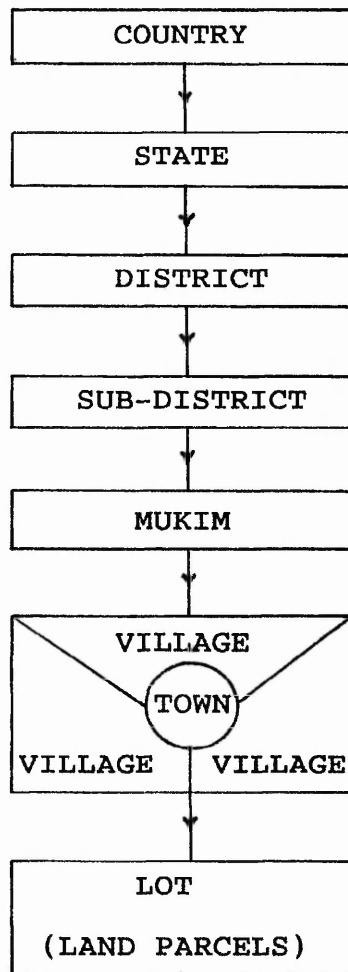 COUNTRY
STATE
DISTRICT
SUB-DISTRICT
MUKIM
VILLAGE
TOWN
VILLAGE VILLAGE
LOT
(LAND PARCELS)